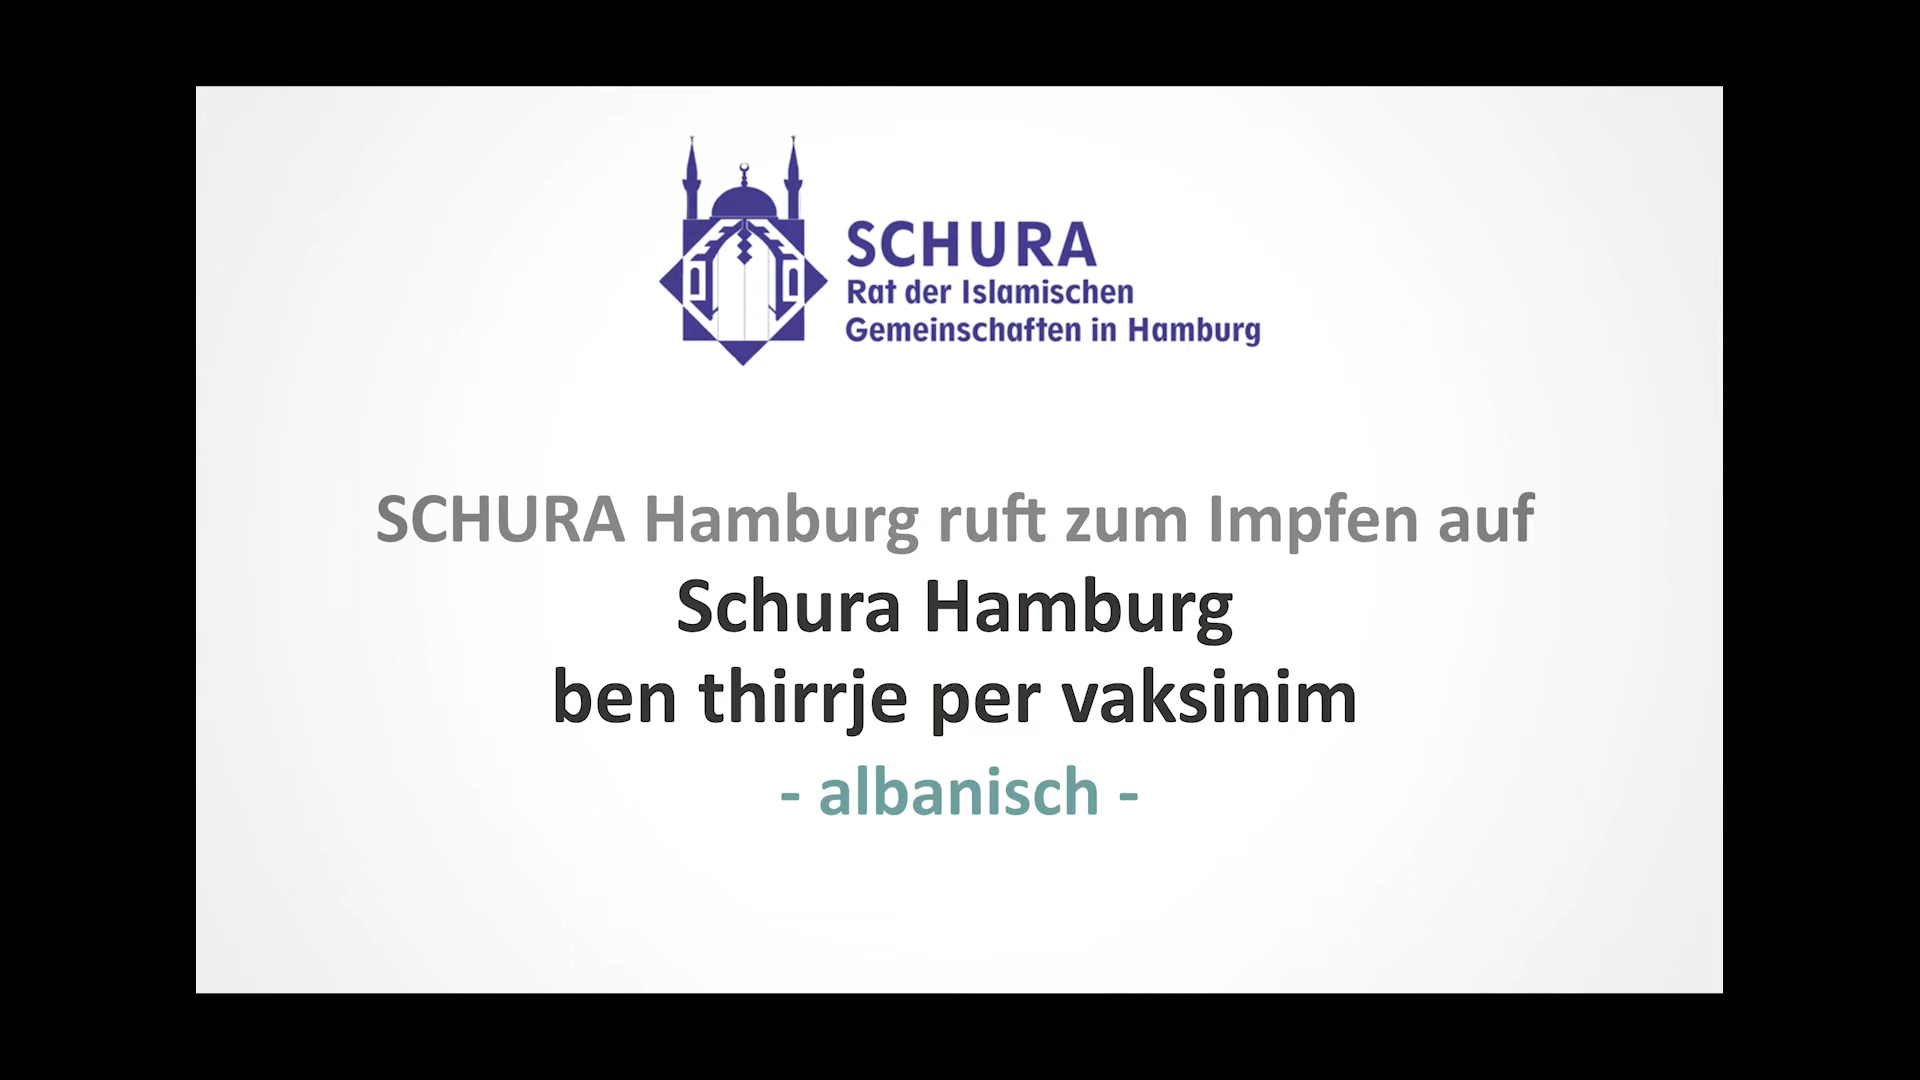 SCHURA
Rat der Islamischen
Gemeinschaften in Hamburg
SCHURA Hamburg ruft zum Impfen auf
Schura Hamburg
ben thirrje per vaksinim
- albanisch -